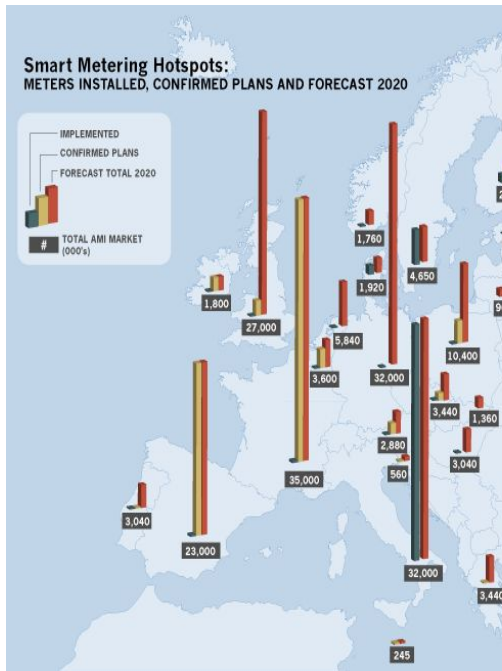 Smart Metering Hotspots:
METERS INSTALLED, CONFIRMED PLANS AND FORECAST 2020
IMPLEMENTED
CONFIRMED PLANS
FORECAST TOTAL 2020
# TOTAL AMI MARKET
(000's)
1,760
4,650
1,920
1,800
27,000
5,840
10,400
3,600
32,000
3,440
1,360
2,880
3,040
560
35,000
3,040
23,000
32,000
3,440
245